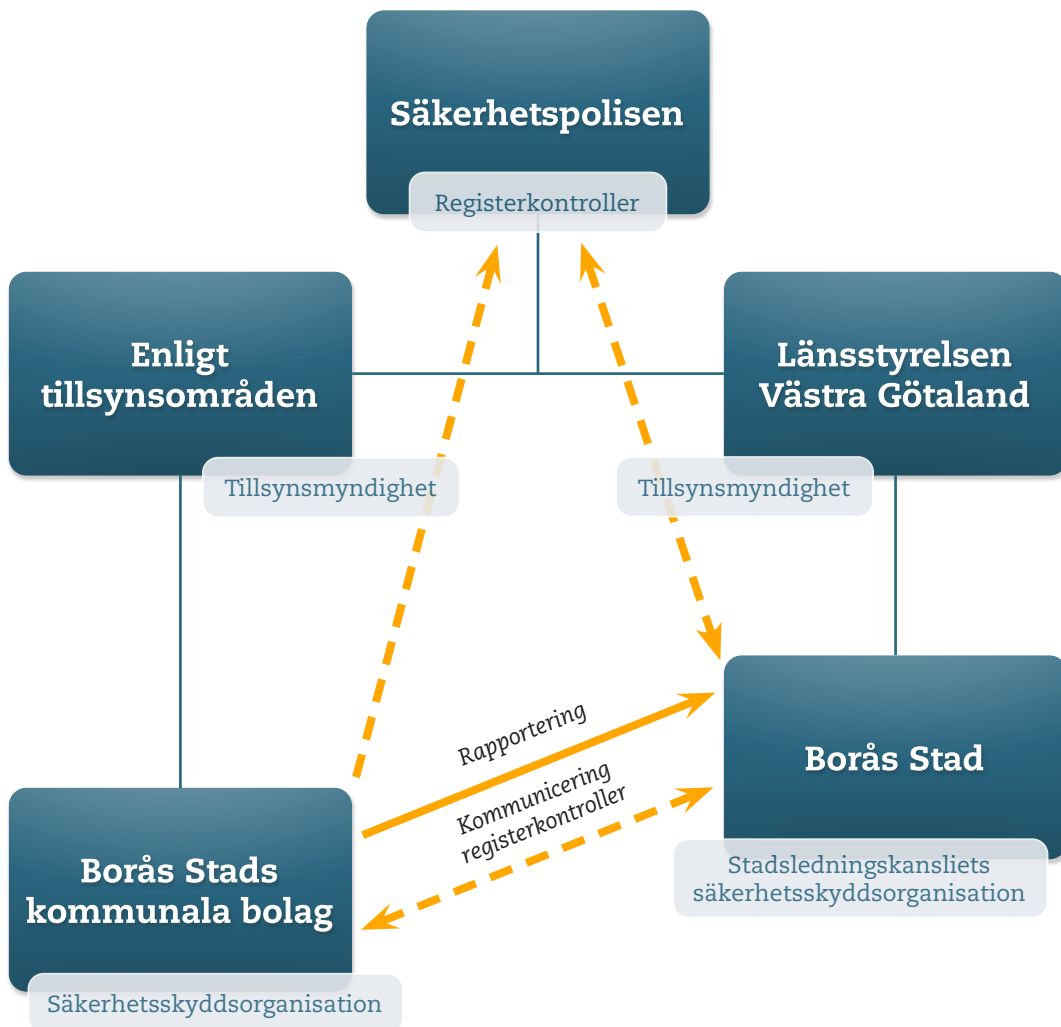 Säkerhetspolisen
Registerkontroller
Enligt
tillsynsområden
Tillsynsmyndighet
Länsstyrelsen
Västra Götaland
Tillsynsmyndighet
Rapportering
Kommunicering
registerkontroller
Borås Stad
Stadsledningskansliets
säkerhetsskyddsorganisation
Borås Stads
kommunala bolag
Säkerhetsskyddsorganisation